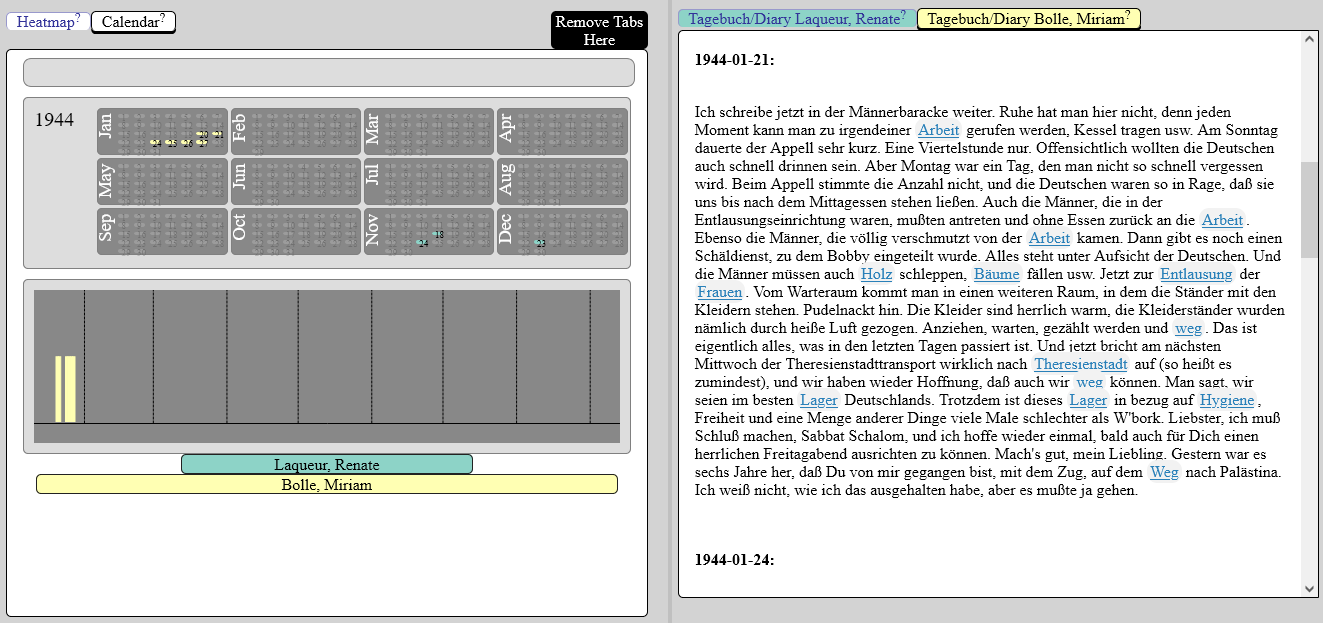 Heatmap?
Calendar?
Remove Tabs
Here
1944
Jan
20 21
24 25 26 27
Feb
Mar
Apr
May
Jun
Jul
Aug
Sep
Oct
Nov
18
24
Dec
23
Laqueur, Renate
Bolle, Miriam
Tagebuch/Diary Laqueur, Renate?
Tagebuch/Diary Bolle, Miriam?
1944-01-21:
Ich schreibe jetzt in der Männerbaracke weiter. Ruhe hat man hier nicht, denn jeden
Moment kann man zu irgendeiner Arbeit gerufen werden, Kessel tragen usw. Am Sonntag
dauerte der Appell sehr kurz. Eine Viertelstunde nur. Offensichtlich wollten die Deutschen
auch schnell drinnen sein. Aber Montag war ein Tag, den man nicht so schnell vergessen
wird. Beim Appell stimmte die Anzahl nicht, und die Deutschen waren so in Rage, daß sie
uns bis nach dem Mittagessen stehen ließen. Auch die Männer, die in der
Entlausungseinrichtung waren, mußten antreten und ohne Essen zurück an die Arbeit .
Ebenso die Männer, die völlig verschmutzt von der Arbeit kamen. Dann gibt es noch einen
Schäldienst, zu dem Bobby eingeteilt wurde. Alles steht unter Aufsicht der Deutschen. Und
die Männer müssen auch Holz schleppen, Bäume fällen usw. Jetzt zur Entlausung der
Frauen . Vom Warteraum kommt man in einen weiteren Raum, in dem die Ständer mit den
Kleidern stehen. Pudelnackt hin. Die Kleider sind herrlich warm, die Kleiderständer wurden
nämlich durch heiße Luft gezogen. Anziehen, warten, gezählt werden und weg . Das ist
eigentlich alles, was in den letzten Tagen passiert ist. Und jetzt bricht am nächsten
Mittwoch der Theresienstadttransport wirklich nach Theresienstadt auf (so heißt es
zumindest), und wir haben wieder Hoffnung, daß auch wir weg können. Man sagt, wir
seien im besten Lager Deutschlands. Trotzdem ist dieses Lager in bezug auf Hygiene ,
Freiheit und eine Menge anderer Dinge viele Male schlechter als W'bork. Liebster, ich muß
Schluß machen, Sabbat Schalom, und ich hoffe wieder einmal, bald auch für Dich einen
herrlichen Freitagabend ausrichten zu können. Mach's gut, mein Liebling. Gestern war es
sechs Jahre her, daß Du von mir gegangen bist, mit dem Zug, auf dem Weg nach Palästina.
Ich weiß nicht, wie ich das ausgehalten habe, aber es mußte ja gehen.
1944-01-24: